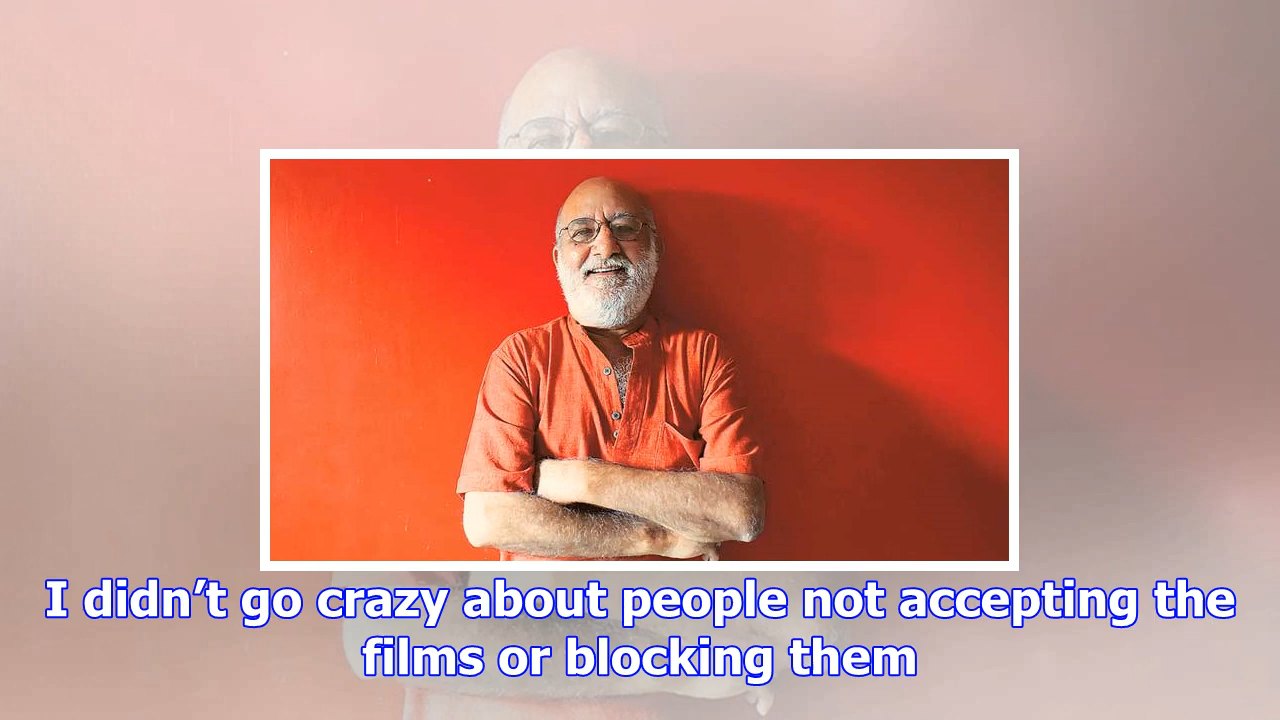 I didn’t go crazy about people not accepting the
films or blocking them